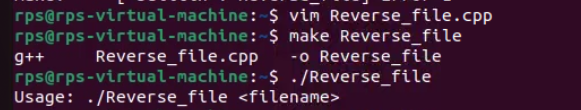 rps@rps-virtual-machine:~$ vim Reverse_file.cpp
rps@rps-virtual-machine:~$ make Reverse_file
g++ Reverse_file.cpp -o Reverse_file
rps@rps-virtual-machine:~$ ./Reverse_file
Usage: ./Reverse_file <filename>